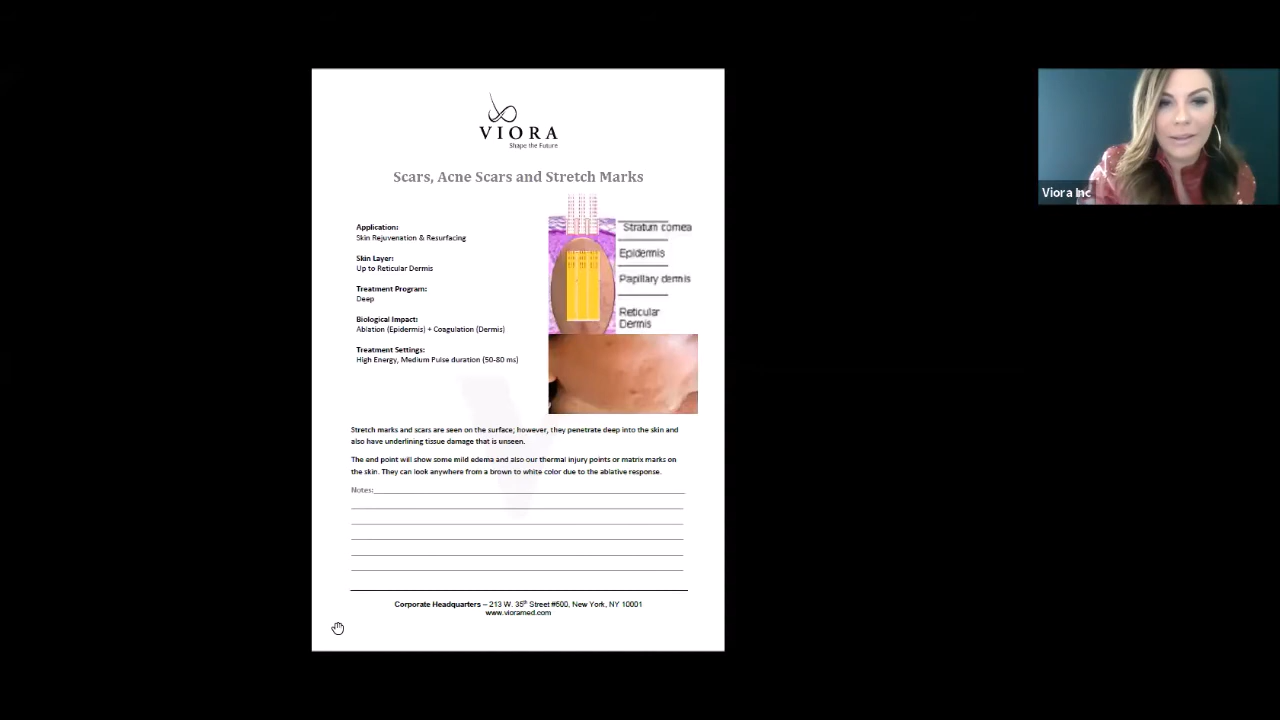 VIORA
Shape the Future
Scars, Acne Scars and Stretch Marks
Application:
Skin Rejuvenation & Resurfacing
Skin Layer:
Up to Reticular Dermis
Treatment Program:
Deep
Biological Impact:
Ablation (Epidermis) + Coagulation (Dermis)
Treatment Settings:
High Energy, Medium Pulse duration (50-80 ms)
Stratum cornea
Epidermis
Papillary dermis
Reticular
Dermis
Stretch marks and scars are seen on the surface; however, they penetrate deep into the skin and
also have underlining tissue damage that is unseen.
The end point will show some mild edema and also our thermal injury points or matrix marks on
the skin. They can look anywhere from a brown to white color due to the ablative response.
Notes:
Corporate Headquarters – 213 W. 35th Street #600, New York, NY 10001
www.vioramed.com
Viora Inc